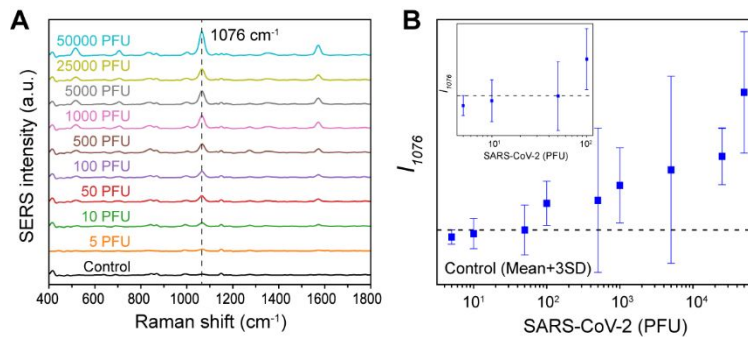 A
50000 PFU
1076 cm⁻¹
25000 PFU
5000 PFU
1000 PFU
500 PFU
100 PFU
50 PFU
10 PFU
5 PFU
Control
SERS intensity (a.u.)
400 600 800 1000 1200 1400 1600 1800
Raman shift (cm⁻¹)
B
I1076
10¹ 10²
SARS-CoV-2 (PFU)
I1076
Control (Mean+3SD)
10¹ 10² 10³ 10⁴
SARS-CoV-2 (PFU)